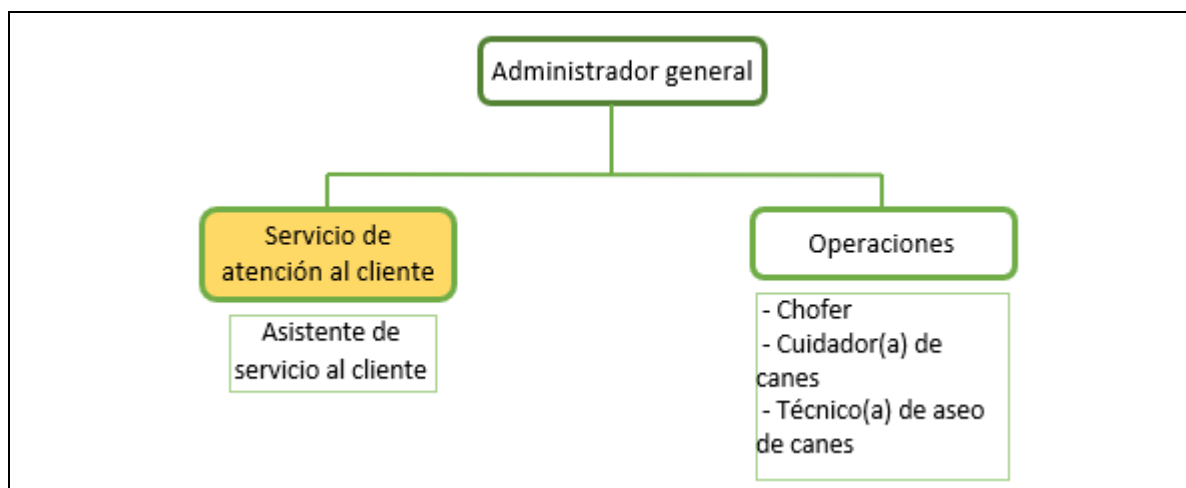 Administrador general
Servicio de
atención al cliente
Asistente de
servicio al cliente
Operaciones
- Chofer
- Cuidador(a) de
canes
- Técnico(a) de aseo
de canes